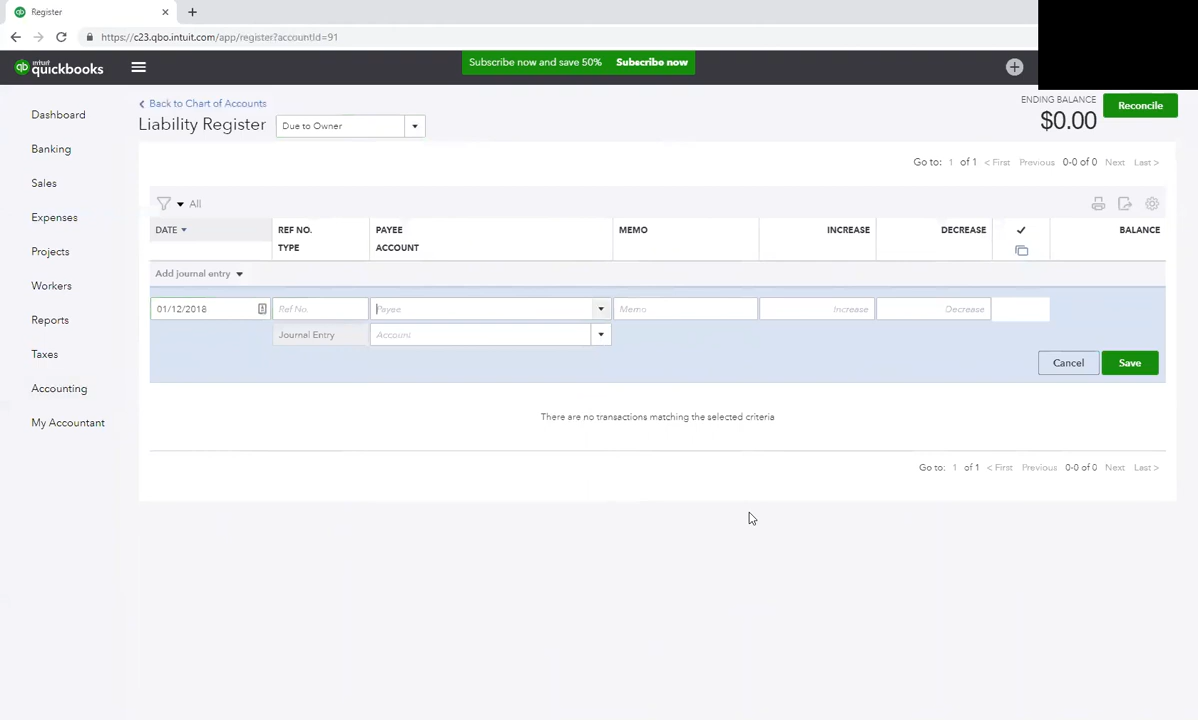 Register
https://c23.qbo.intuit.com/app/register?accountId=91
intuit quickbooks
Subscribe now and save 50% Subscribe now
Back to Chart of Accounts
Liability Register Due to Owner
ENDING BALANCE
$0.00
Reconcile
Dashboard
Banking
Sales
Expenses
Projects
Workers
Reports
Taxes
Accounting
My Accountant
Go to: 1 of 1 < First Previous 0-0 of 0 Next Last >
All
DATE REF NO. PAYEE MEMO INCREASE DECREASE ✓ BALANCE
TYPE ACCOUNT
Add journal entry
01/12/2018 Ref No. Payee Memo Increase Decrease
Journal Entry Account
Cancel Save
There are no transactions matching the selected criteria
Go to: 1 of 1 < First Previous 0-0 of 0 Next Last >